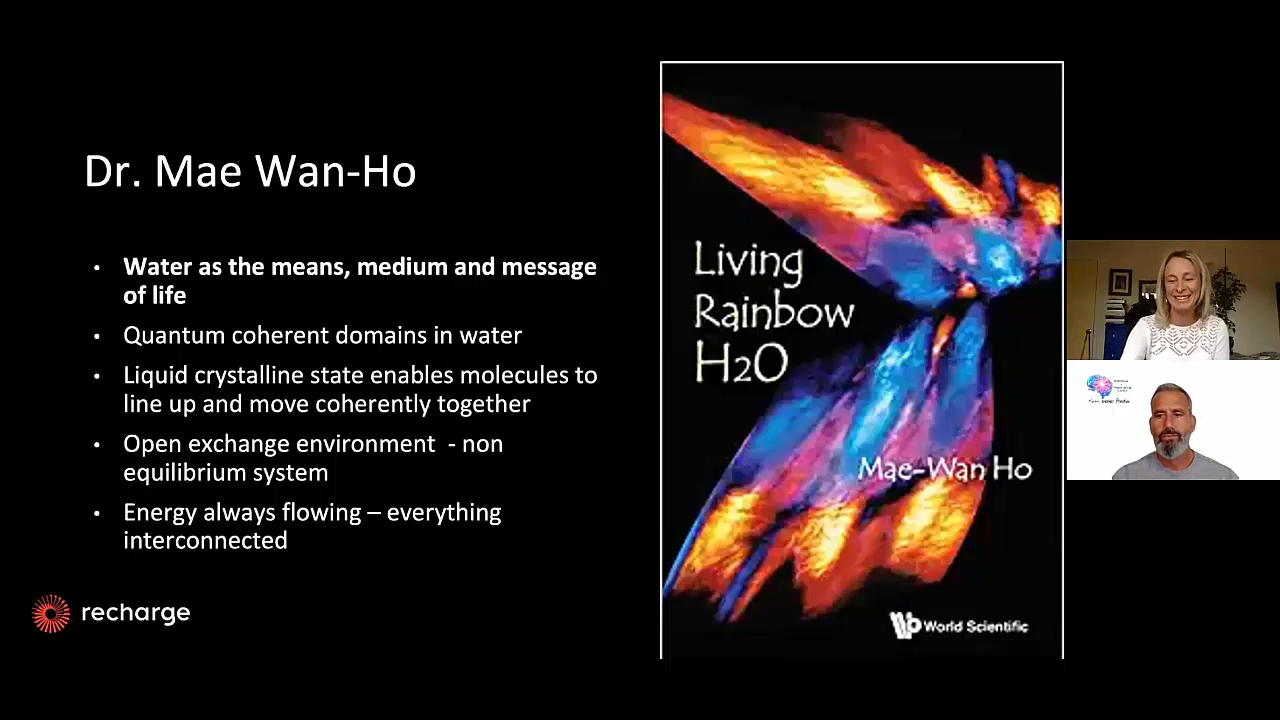 Dr. Mae Wan-Ho
• Water as the means, medium and message
of life
• Quantum coherent domains in water
• Liquid crystalline state enables molecules to
line up and move coherently together
• Open exchange environment  - non
equilibrium system
• Energy always flowing – everything
interconnected
recharge
Living
Rainbow
H2O
Mae-Wan Ho
World Scientific